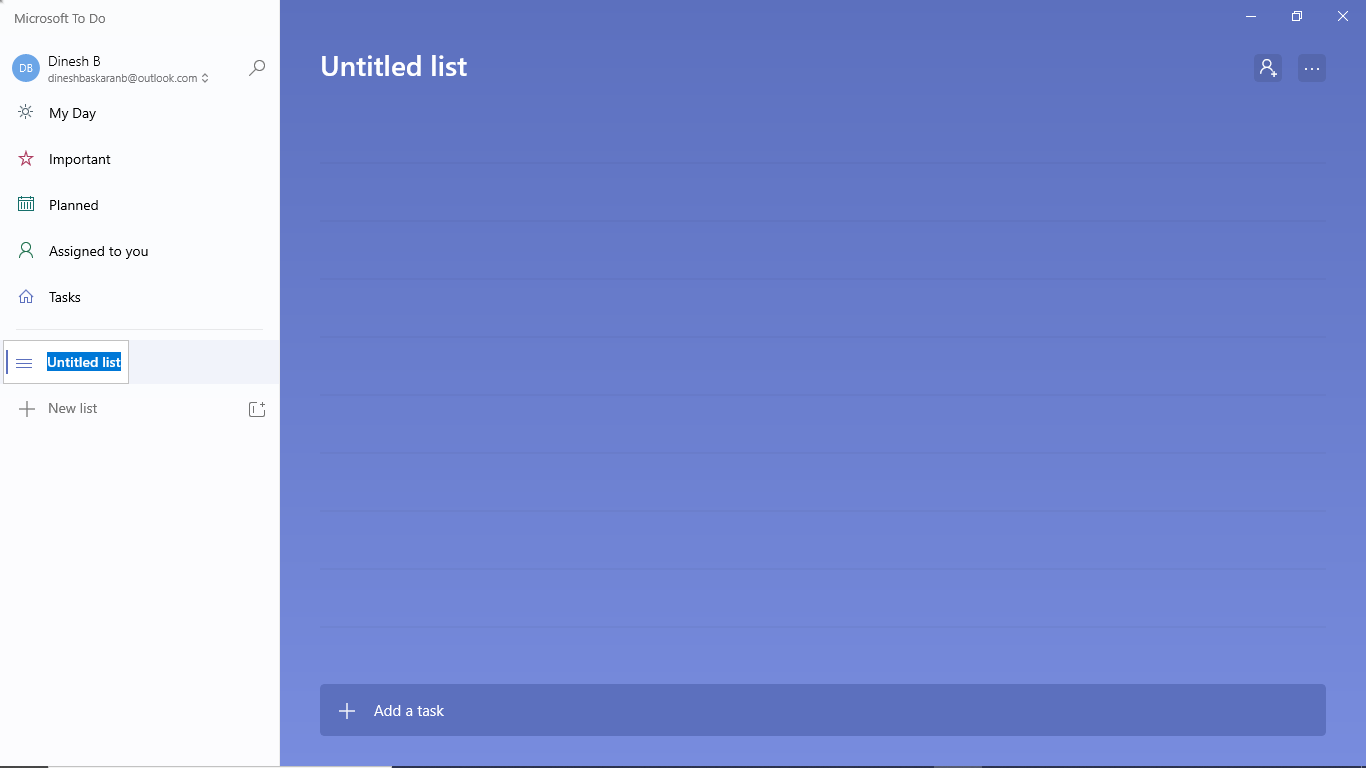 Microsoft To Do
DB
Dinesh B
dineshbaskaranb@outlook.com
My Day
Important
Planned
Assigned to you
Tasks
Untitled list
New list
Untitled list
Add a task